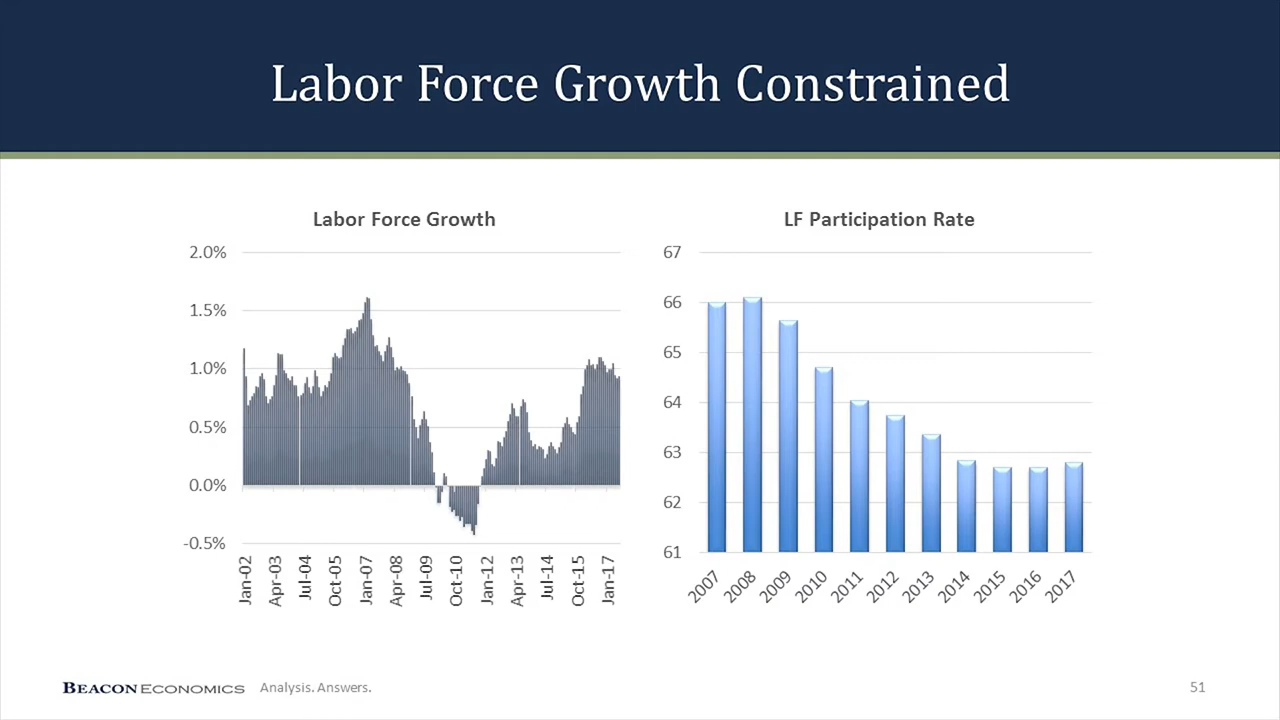 Labor Force Growth Constrained
Labor Force Growth
2.0%
1.5%
1.0%
0.5%
0.0%
-0.5%
Jan-02
Apr-03
Jul-04
Oct-05
Jan-07
Apr-08
Jul-09
Oct-10
Jan-12
Apr-13
Jul-14
Oct-15
Jan-17
LF Participation Rate
67
66
65
64
63
62
61
2007
2008
2009
2010
2011
2012
2013
2014
2015
2016
2017
BEACON ECONOMICS Analysis. Answers.
51